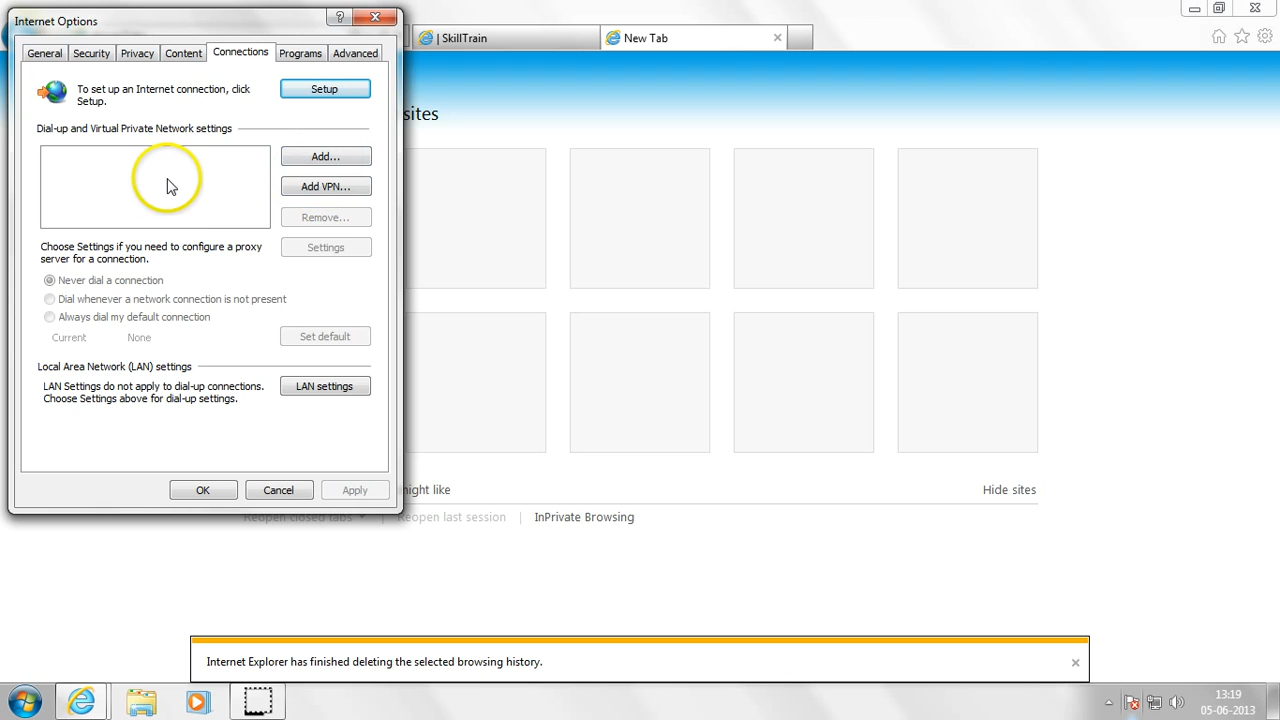 Internet Options
?
| SkillTrain
New Tab
General
Security
Privacy
Content
Connections
Programs
Advanced
To set up an Internet connection, click
Setup.
Setup
sites
Dial-up and Virtual Private Network settings
Add...
Add VPN...
Remove...
Choose Settings if you need to configure a proxy
server for a connection.
Settings
Never dial a connection
Dial whenever a network connection is not present
Always dial my default connection
Current
None
Set default
Local Area Network (LAN) settings
LAN Settings do not apply to dial-up connections.
Choose Settings above for dial-up settings.
LAN settings
OK
Cancel
Apply
might like
Hide sites
Reopen closed tabs
Reopen last session
InPrivate Browsing
Internet Explorer has finished deleting the selected browsing history.
13:19
05-06-2013